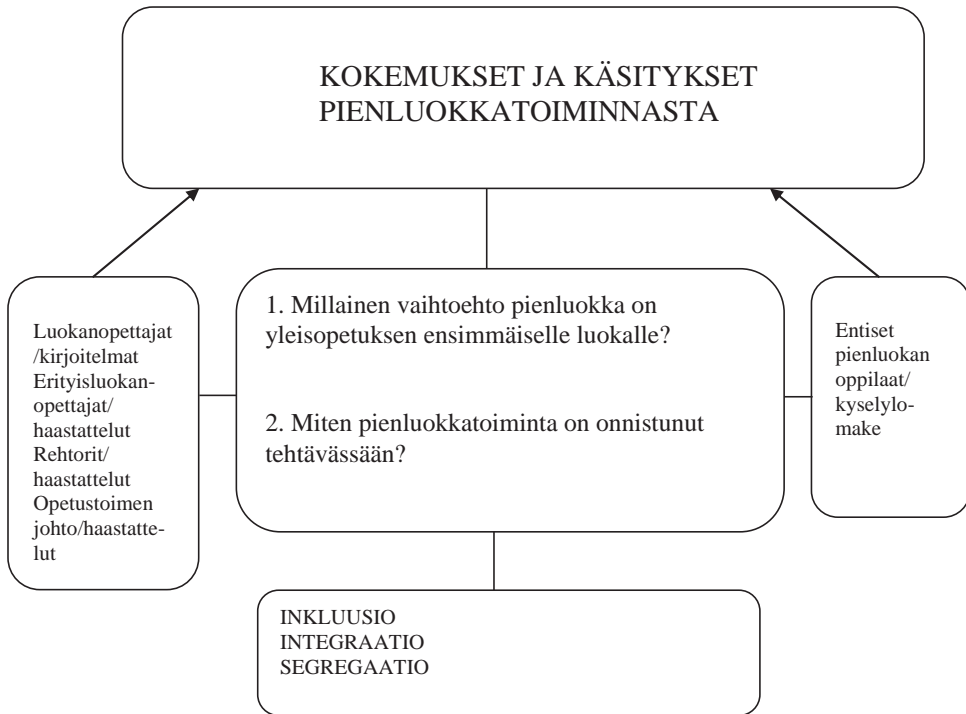 KOKEMUKSET JA KÄSITYKSET
PIENLUOKKATOIMINNASTA
Luokanopettajat
/kirjoitelmat
Erityisluokan-
opettajat/
haastattelut
Rehtorit/
haastattelut
Opetustoimen
johto/haastatte-
lut
1. Millainen vaihtoehto pienluokka on
yleisopetuksen ensimmäiselle luokalle?
2. Miten pienluokkatoiminta on onnistunut
tehtävässään?
Entiset
pienluokan
oppilaat/
kyselylo-
make
INKLUUSIO
INTEGRAATIO
SEGREGAATIO